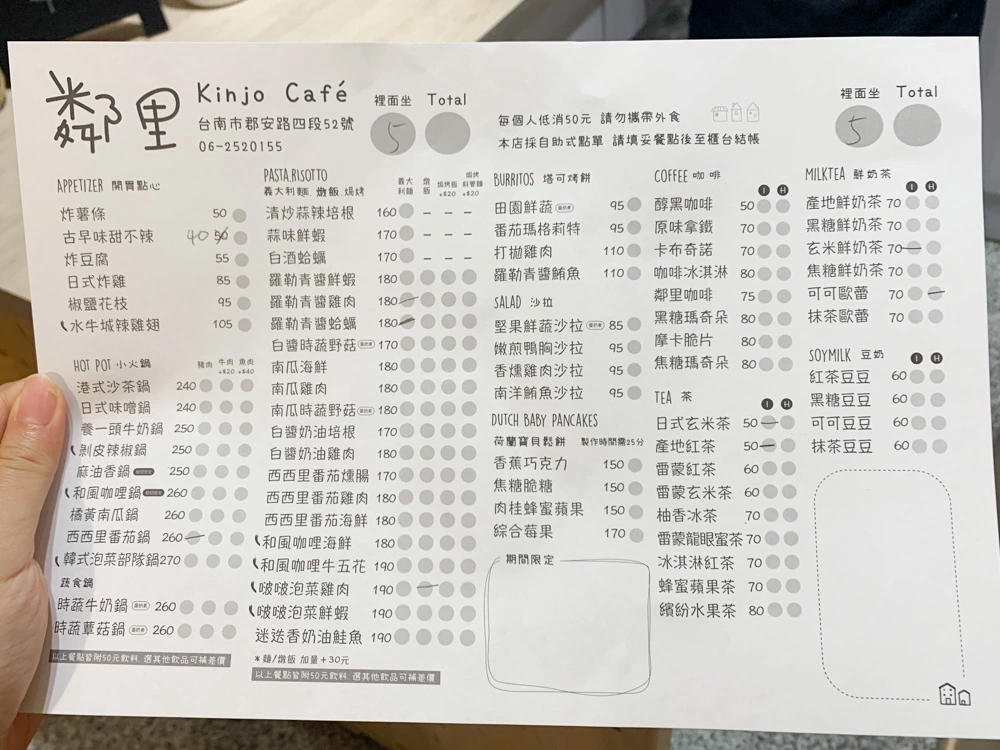 鄰里
Kinjo Café
台南市郡安路四段52號
06-2520155
裡面坐 Total
5
每個人低消50元 請勿攜帶外食
本店採自助式點單 請填妥餐點後至櫃台結帳
裡面坐 Total
5
APPETIZER 開胃點心
炸薯條 50
古早味甜不辣 40 50
炸豆腐 55
日式炸雞 85
椒鹽花枝 95
水牛城辣雞翅 105
HOT POT 小火鍋 豬肉 牛肉+$20 魚肉+$40
港式沙茶鍋 240
日式味噌鍋 240
養一頭牛奶鍋 250
剝皮辣椒鍋 250
麻油香鍋 250
和風咖哩鍋 260
橘黃南瓜鍋 260
西西里番茄鍋 260
韓式泡菜部隊鍋 270
蔬食鍋
時蔬牛奶鍋 蛋奶素 260
時蔬蕈菇鍋 蛋奶素 260
以上餐點皆附50元飲料 選其他飲品可補差價
PASTA.RISOTTO
義大利麵 燉飯 焗烤 義大利麵 燉飯 焗烤飯+$20 焗烤斜管麵+$20
清炒蒜辣培根 160 – – –
蒜味鮮蝦 170 – – –
白酒蛤蠣 170 – – –
羅勒青醬鮮蝦 180
羅勒青醬雞肉 180
羅勒青醬蛤蠣 180
白醬時蔬野菇 蛋奶素 170
南瓜海鮮 180
南瓜雞肉 180
南瓜時蔬野菇 蛋奶素 180
白醬奶油培根 170
白醬奶油雞肉 180
西西里番茄燻腸 170
西西里番茄雞肉 180
西西里番茄海鮮 180
和風咖哩海鮮 180
和風咖哩牛五花 190
啵啵泡菜雞肉 190
啵啵泡菜鮮蝦 190
迷迭香奶油鮭魚 190
*麵/燉飯 加量+30元
以上餐點皆附50元飲料 選其他飲品可補差價
BURRITOS 塔可烤餅
田園鮮蔬 蛋奶素 95
番茄瑪格莉特 95
打拋雞肉 110
羅勒青醬鮪魚 110
SALAD 沙拉
堅果鮮蔬沙拉 蛋奶素 85
嫩煎鴨胸沙拉 95
香燻雞肉沙拉 95
南洋鮪魚沙拉 95
DUTCH BABY PANCAKES
荷蘭寶貝鬆餅 製作時間需25分
香蕉巧克力 150
焦糖脆糖 150
肉桂蜂蜜蘋果 150
綜合莓果 170
期間限定
COFFEE 咖啡 I H
醇黑咖啡 50
原味拿鐵 70
卡布奇諾 70
咖啡冰淇淋 80
鄰里咖啡 75
黑糖瑪奇朵 80
摩卡脆片 80
焦糖瑪奇朵 80
TEA 茶 I H
日式玄米茶 50
產地紅茶 50
雷蒙紅茶 60
雷蒙玄米茶 60
柚香冰茶 70
雷蒙龍眼蜜茶 70
冰淇淋紅茶 70
蜂蜜蘋果茶 70
繽紛水果茶 80
MILKTEA 鮮奶茶 I H
產地鮮奶茶 70
黑糖鮮奶茶 70
玄米鮮奶茶 70
焦糖鮮奶茶 70
可可歐蕾 70
抹茶歐蕾 70
SOYMILK 豆奶 I H
紅茶豆豆 60
黑糖豆豆 60
可可豆豆 60
抹茶豆豆 60